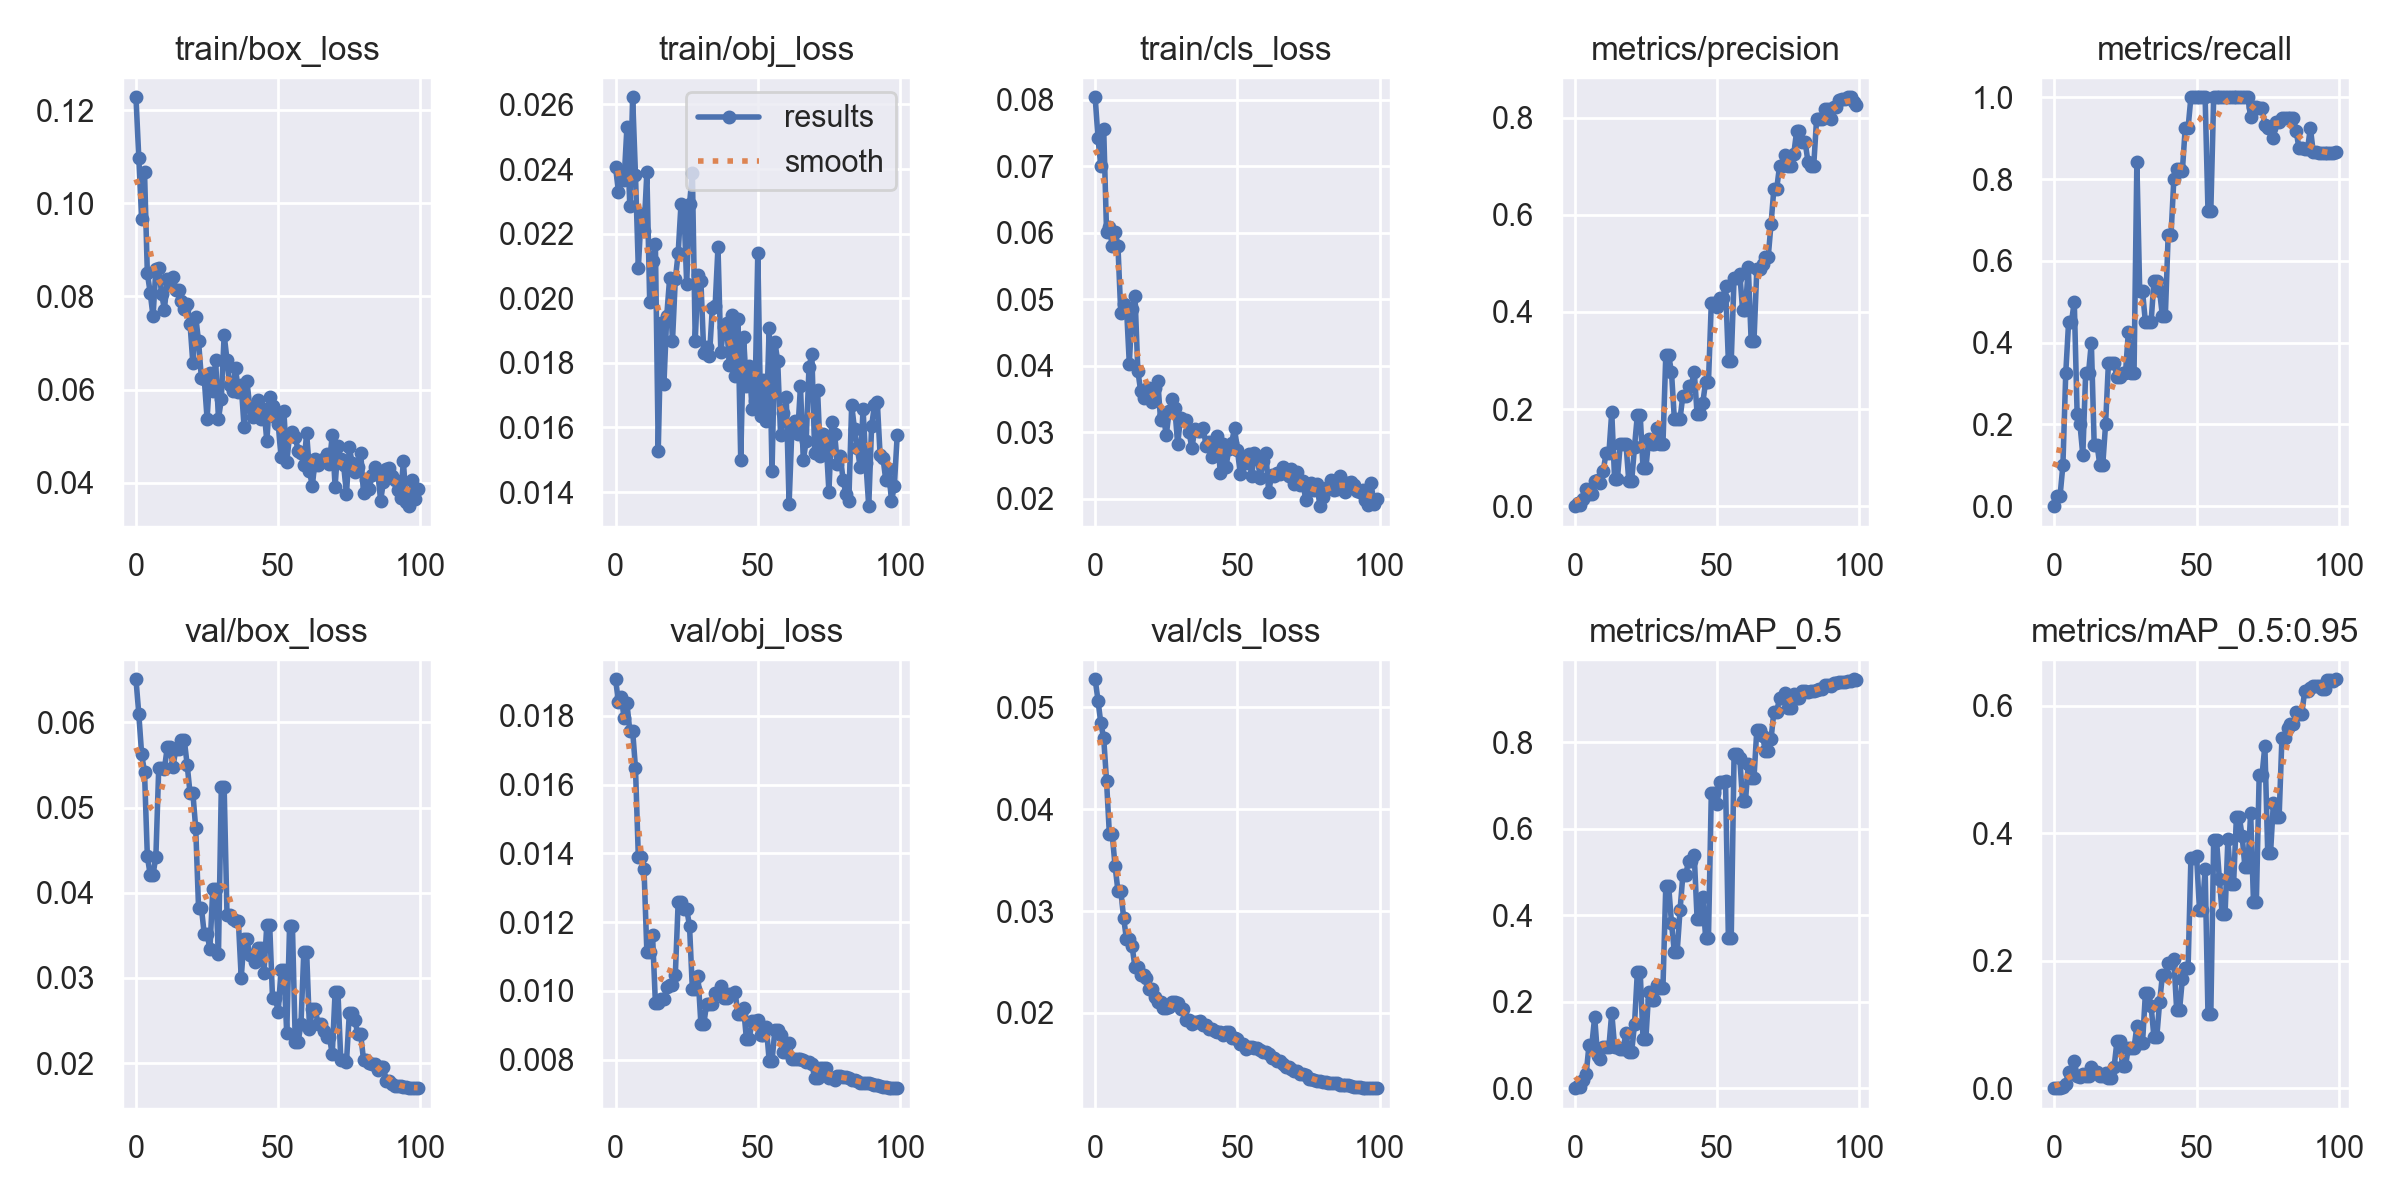 train/box_loss
0.12
0.10
0.08
0.06
0.04
0 50 100
train/obj_loss
results
smooth
0.026
0.024
0.022
0.020
0.018
0.016
0.014
0 50 100
train/cls_loss
0.08
0.07
0.06
0.05
0.04
0.03
0.02
0 50 100
metrics/precision
0.8
0.6
0.4
0.2
0.0
0 50 100
metrics/recall
1.0
0.8
0.6
0.4
0.2
0.0
0 50 100
val/box_loss
0.06
0.05
0.04
0.03
0.02
0 50 100
val/obj_loss
0.018
0.016
0.014
0.012
0.010
0.008
0 50 100
val/cls_loss
0.05
0.04
0.03
0.02
0 50 100
metrics/mAP_0.5
0.8
0.6
0.4
0.2
0.0
0 50 100
metrics/mAP_0.5:0.95
0.6
0.4
0.2
0.0
0 50 100